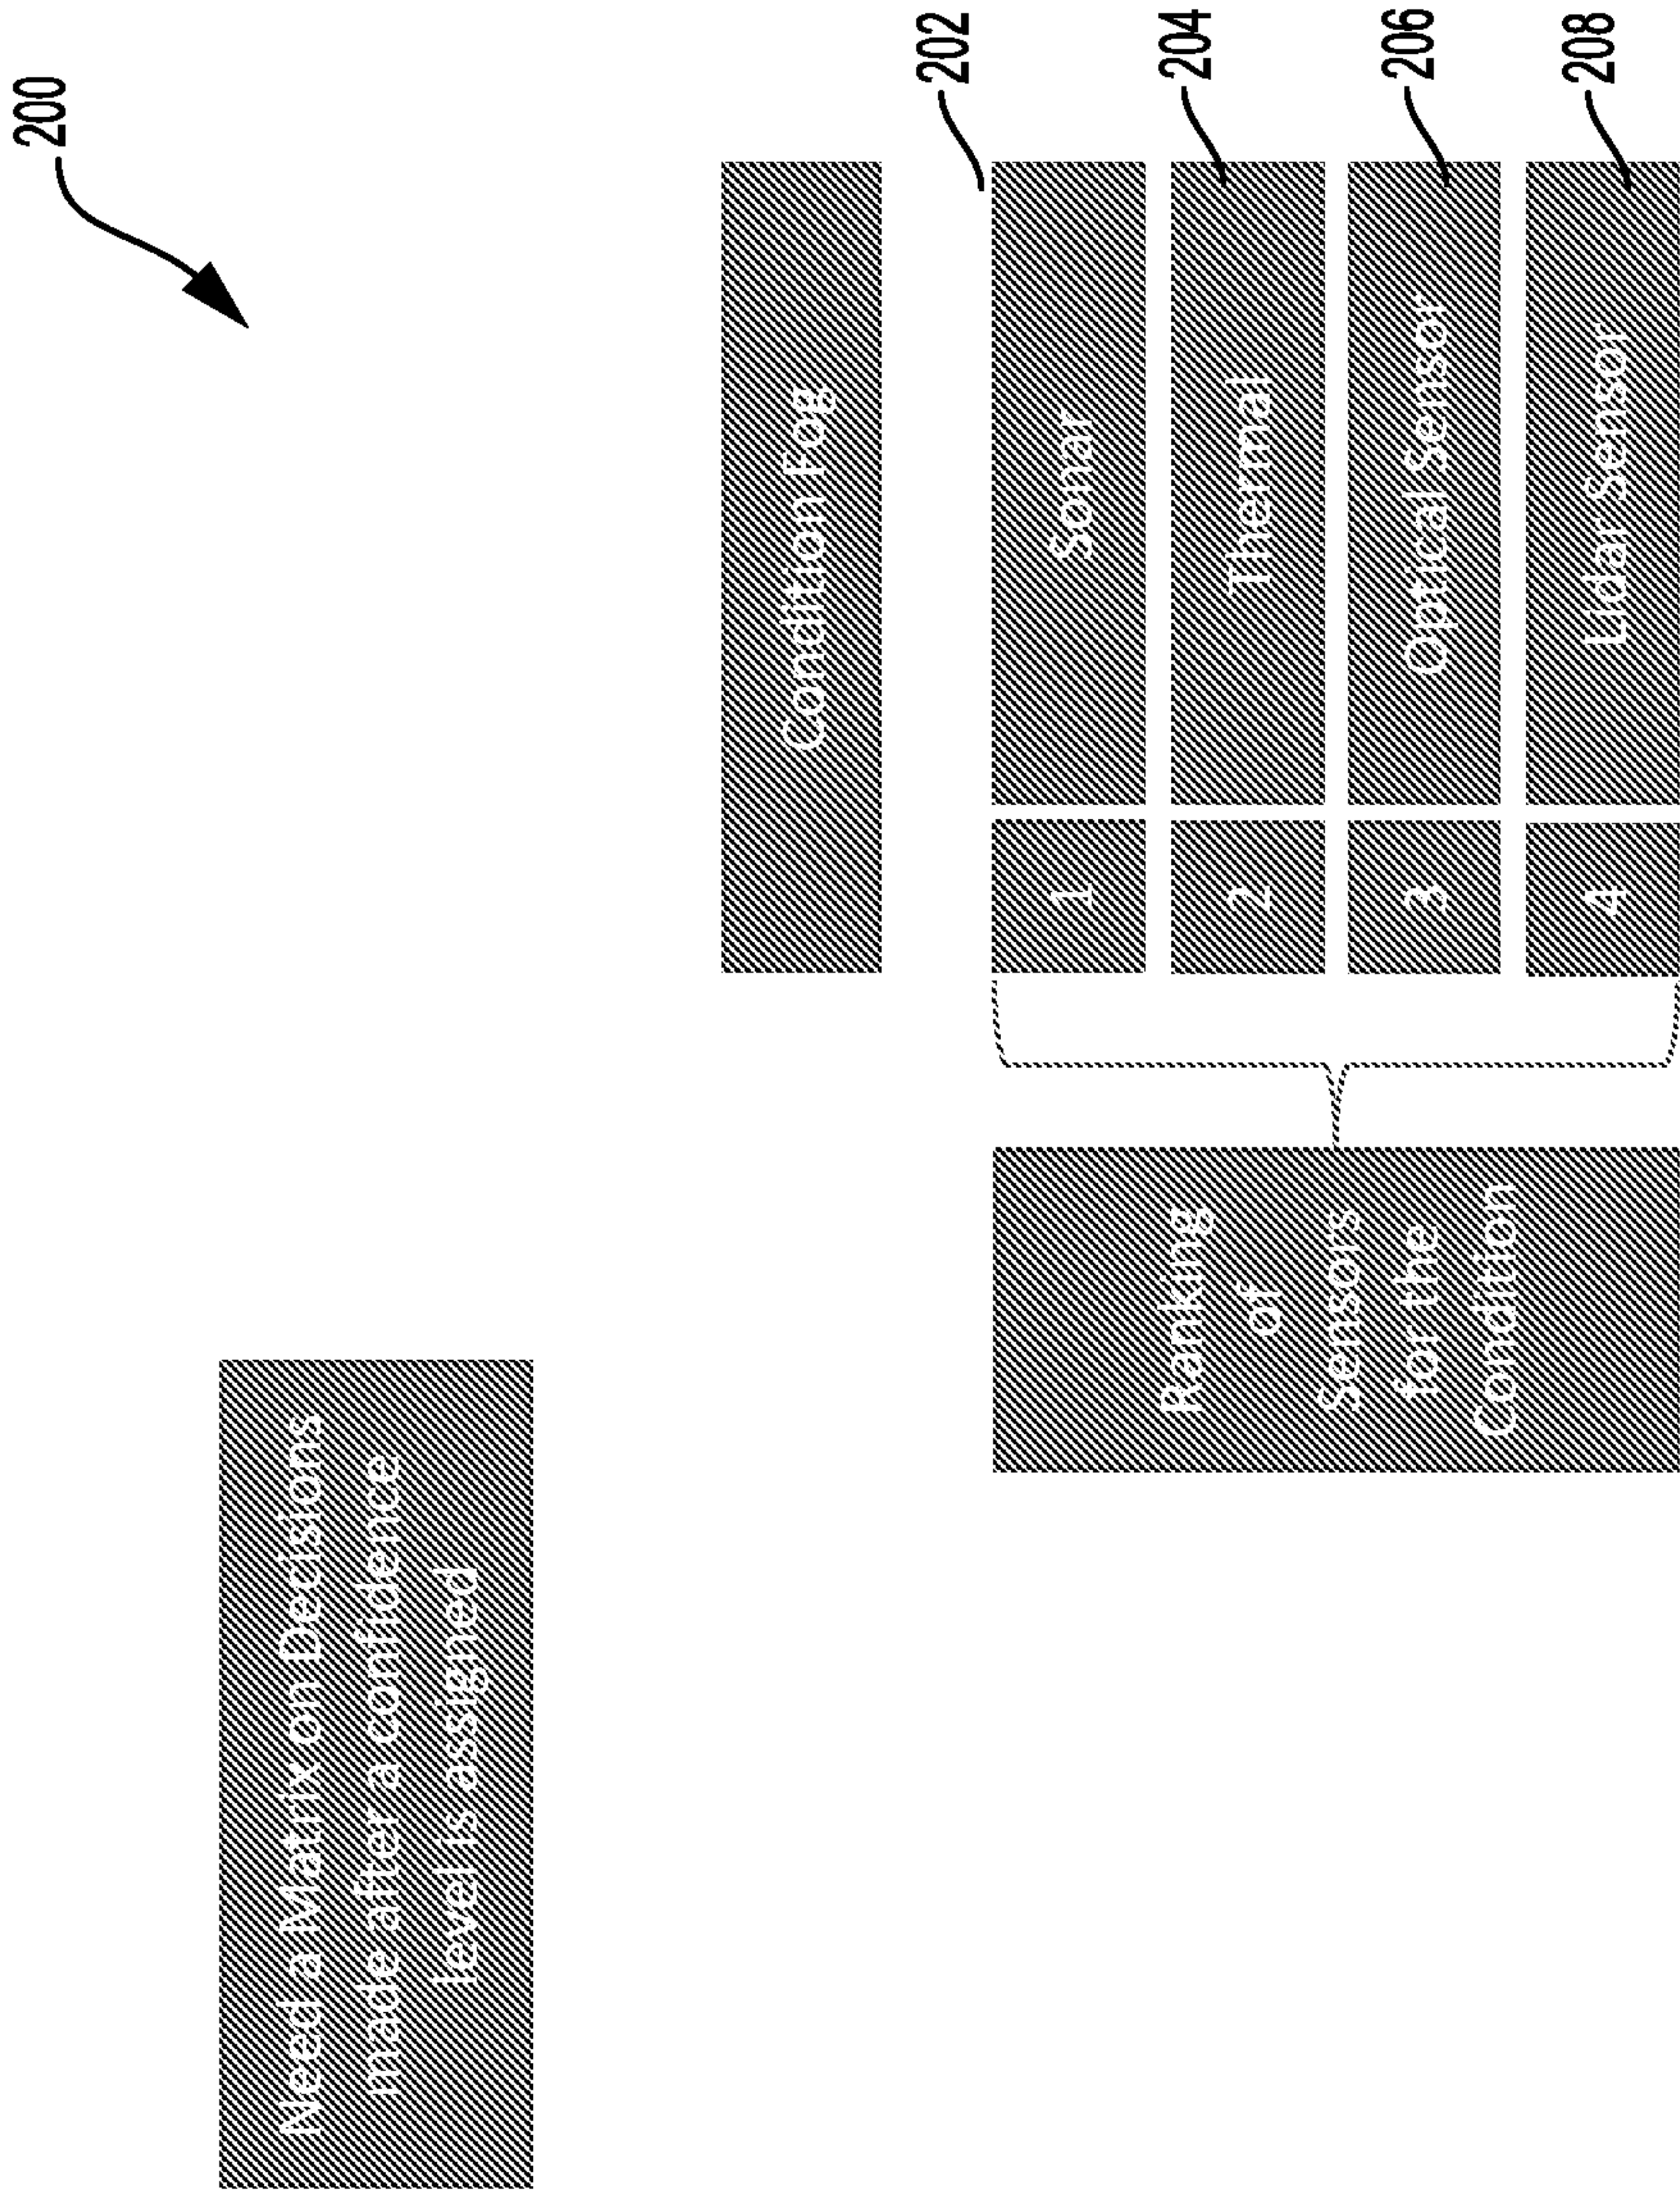 200
Need a Matrix on Decisions
made after a confidence
level is assigned
Condition Fog
Ranking
of
Sensors
for the
Condition
1
Sonar
202
2
Thermal
204
3
Optical Sensor
206
4
Lidar Sensor
208